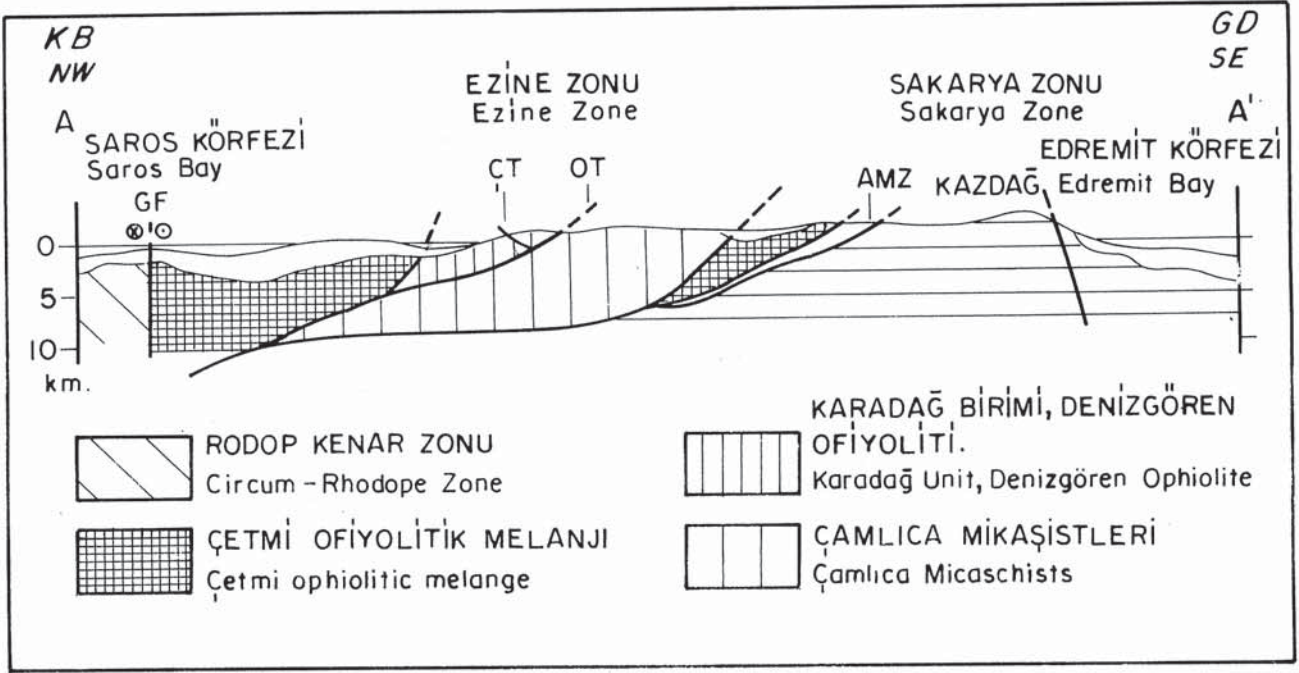 KB
NW
GD
SE
A
A'
SAROS KÖRFEZİ
Saros Bay
GF
EZİNE ZONU
Ezine Zone
ÇT
OT
SAKARYA ZONU
Sakarya Zone
AMZ
KAZDAĞ
EDREMİT KÖRFEZİ
Edremit Bay
0
5
10
km.
RODOP KENAR ZONU
Circum-Rhodope Zone
ÇETMİ OFİYOLİTİK MELANJI
Çetmi ophiolitic melange
KARADAĞ BİRİMİ, DENİZGÖREN
OFİYOLİTİ.
Karadağ Unit, Denizgören Ophiolite
ÇAMLICA MİKAŞİSTLERİ
Çamlıca Micaschists